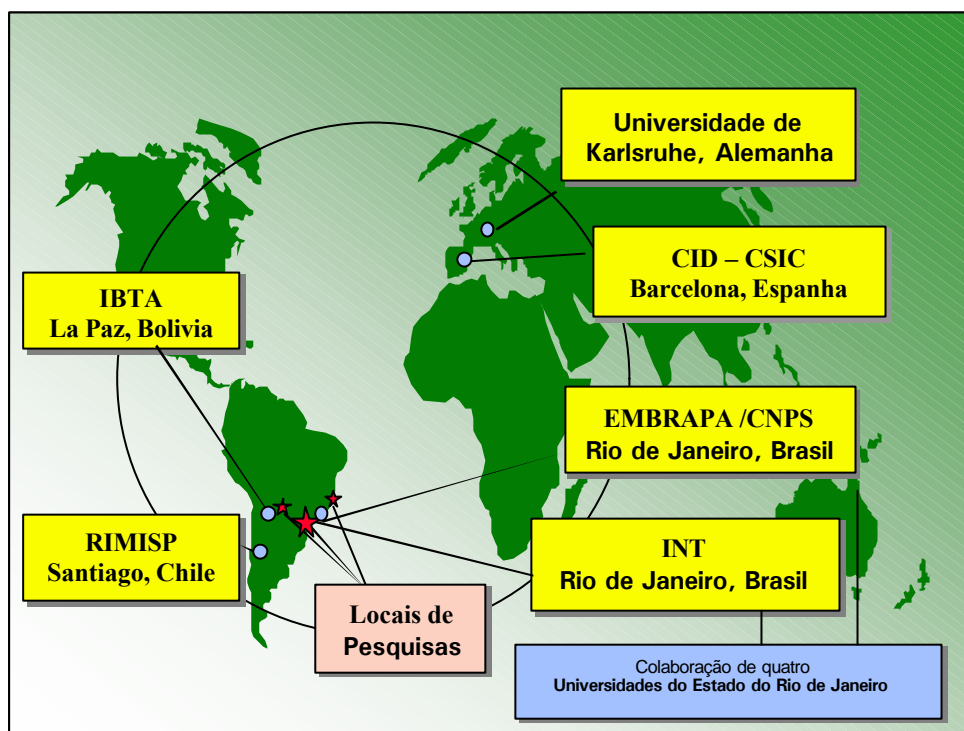 Universidade de
Karlsruhe, Alemanha
CID – CSIC
Barcelona, Espanha
IBTA
La Paz, Bolivia
EMBRAPA /CNPS
Rio de Janeiro, Brasil
RIMISP
Santiago, Chile
INT
Rio de Janeiro, Brasil
Locais de
Pesquisas
Colaboração de quatro
Universidades do Estado do Rio de Janeiro